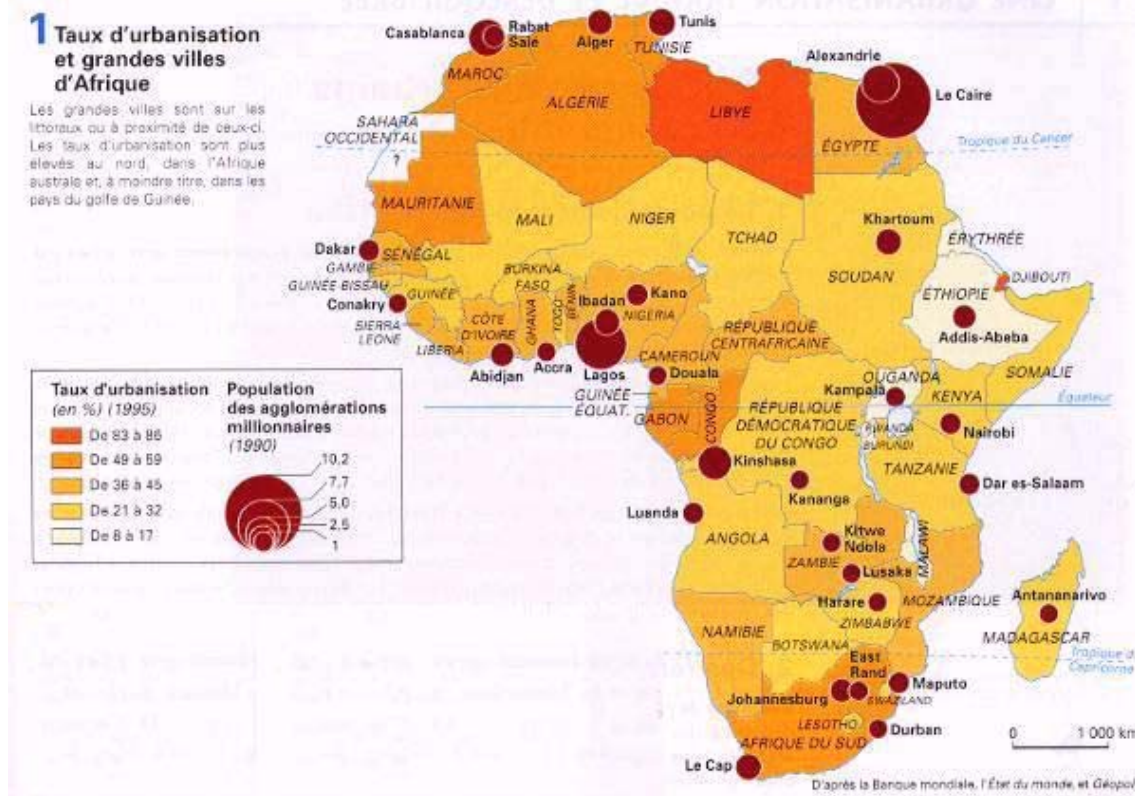 1 Taux d'urbanisation
et grandes villes
d'Afrique
Les grandes villes sont sur les
littoraux ou à proximité de ceux-ci.
Les taux d'urbanisation sont plus
élevés au nord, dans l'Afrique
australe et, à moindre titre, dans les
pays du golfe de Guinée.
Casablanca
Rabat
Salé
Alger
Tunis
TUNISIE
MAROC
Alexandrie
Le Caire
ALGÉRIE
LIBYE
ÉGYPTE
SAHARA
OCCIDENTAL
?
Tropique du Cancer
MAURITANIE
MALI
NIGER
TCHAD
Khartoum
SOUDAN
ÉRYTHRÉE
DJIBOUTI
Dakar
SÉNÉGAL
GAMBIE
GUINÉE-BISSAU
GUINÉE
Conakry
SIERRA
LEONE
LIBERIA
CÔTE
D'IVOIRE
BURKINA
FASO
GHANA
TOGO
BÉNIN
Ibadan
Kano
NIGERIA
Abidjan
Accra
Lagos
CAMEROUN
Douala
RÉPUBLIQUE
CENTRAFRICAINE
ÉTHIOPIE
Addis-Abeba
SOMALIE
GUINÉE
ÉQUAT.
GABON
CONGO
RÉPUBLIQUE
DÉMOCRATIQUE
DU CONGO
OUGANDA
Kampala
KENYA
Nairobi
Équateur
RWANDA
BURUNDI
TANZANIE
Dar es-Salaam
Kinshasa
Kananga
Luanda
ANGOLA
Kitwe
Ndola
ZAMBIE
Lusaka
MALAWI
Harare
MOZAMBIQUE
ZIMBABWE
Antananarivo
MADAGASCAR
NAMIBIE
BOTSWANA
Tropique d
Capricorne
East
Rand
Johannesburg
SWAZILAND
Maputo
LESOTHO
Durban
AFRIQUE DU SUD
Le Cap
0 1 000 km
Taux d'urbanisation
(en %) (1995)
De 83 à 86
De 49 à 59
De 36 à 45
De 21 à 32
De 8 à 17
Population
des agglomérations
millionnaires
(1990)
10,2
7,7
5,0
2,5
1
D'après la Banque mondiale, l'État du monde, et Géopol